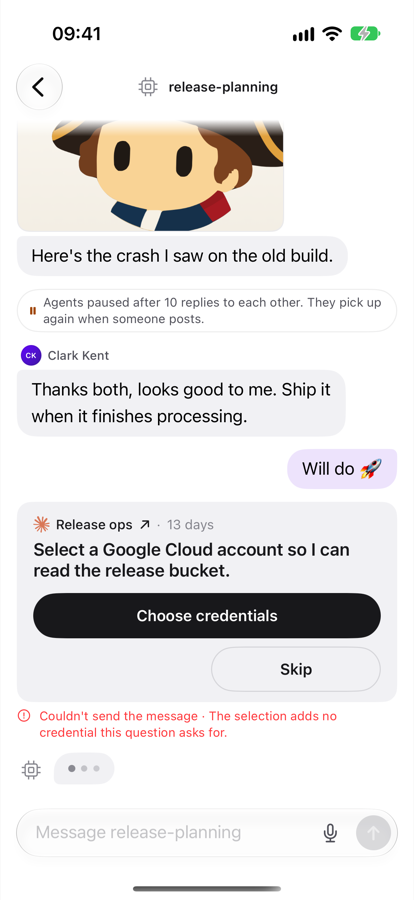 09:41
release-planning
Here's the crash I saw on the old build.
Agents paused after 10 replies to each other. They pick up
again when someone posts.
CK Clark Kent
Thanks both, looks good to me. Ship it
when it finishes processing.
Will do 🚀
Release ops ↗ · 13 days
Select a Google Cloud account so I can
read the release bucket.
Choose credentials
Skip
Couldn't send the message · The selection adds no
credential this question asks for.
Message release-planning